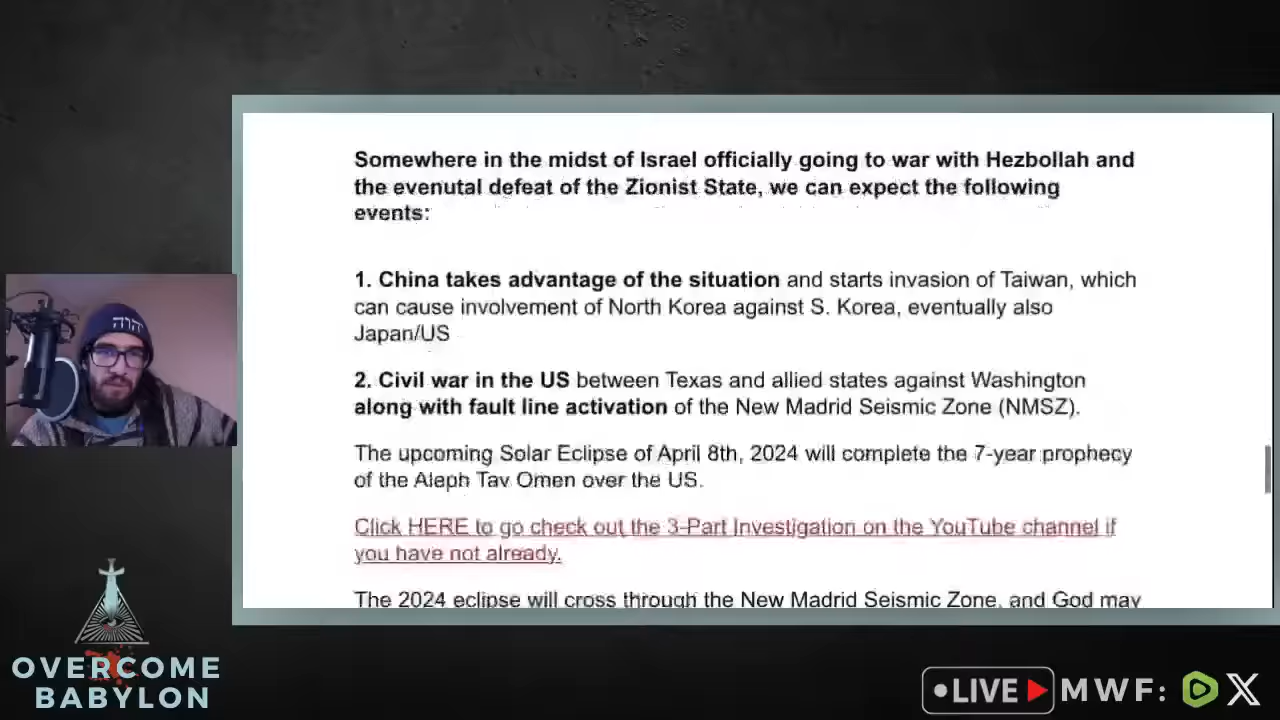 Somewhere in the midst of Israel officially going to war with Hezbollah and
the evenutal defeat of the Zionist State, we can expect the following
events:
1. China takes advantage of the situation and starts invasion of Taiwan, which
can cause involvement of North Korea against S. Korea, eventually also
Japan/US
2. Civil war in the US between Texas and allied states against Washington
along with fault line activation of the New Madrid Seismic Zone (NMSZ).
The upcoming Solar Eclipse of April 8th, 2024 will complete the 7-year prophecy
of the Aleph Tav Omen over the US.
Click HERE to go check out the 3-Part Investigation on the YouTube channel if
you have not already.
The 2024 eclipse will cross through the New Madrid Seismic Zone, and God may
יהוה
OVERCOME
BABYLON
LIVE MWF: X